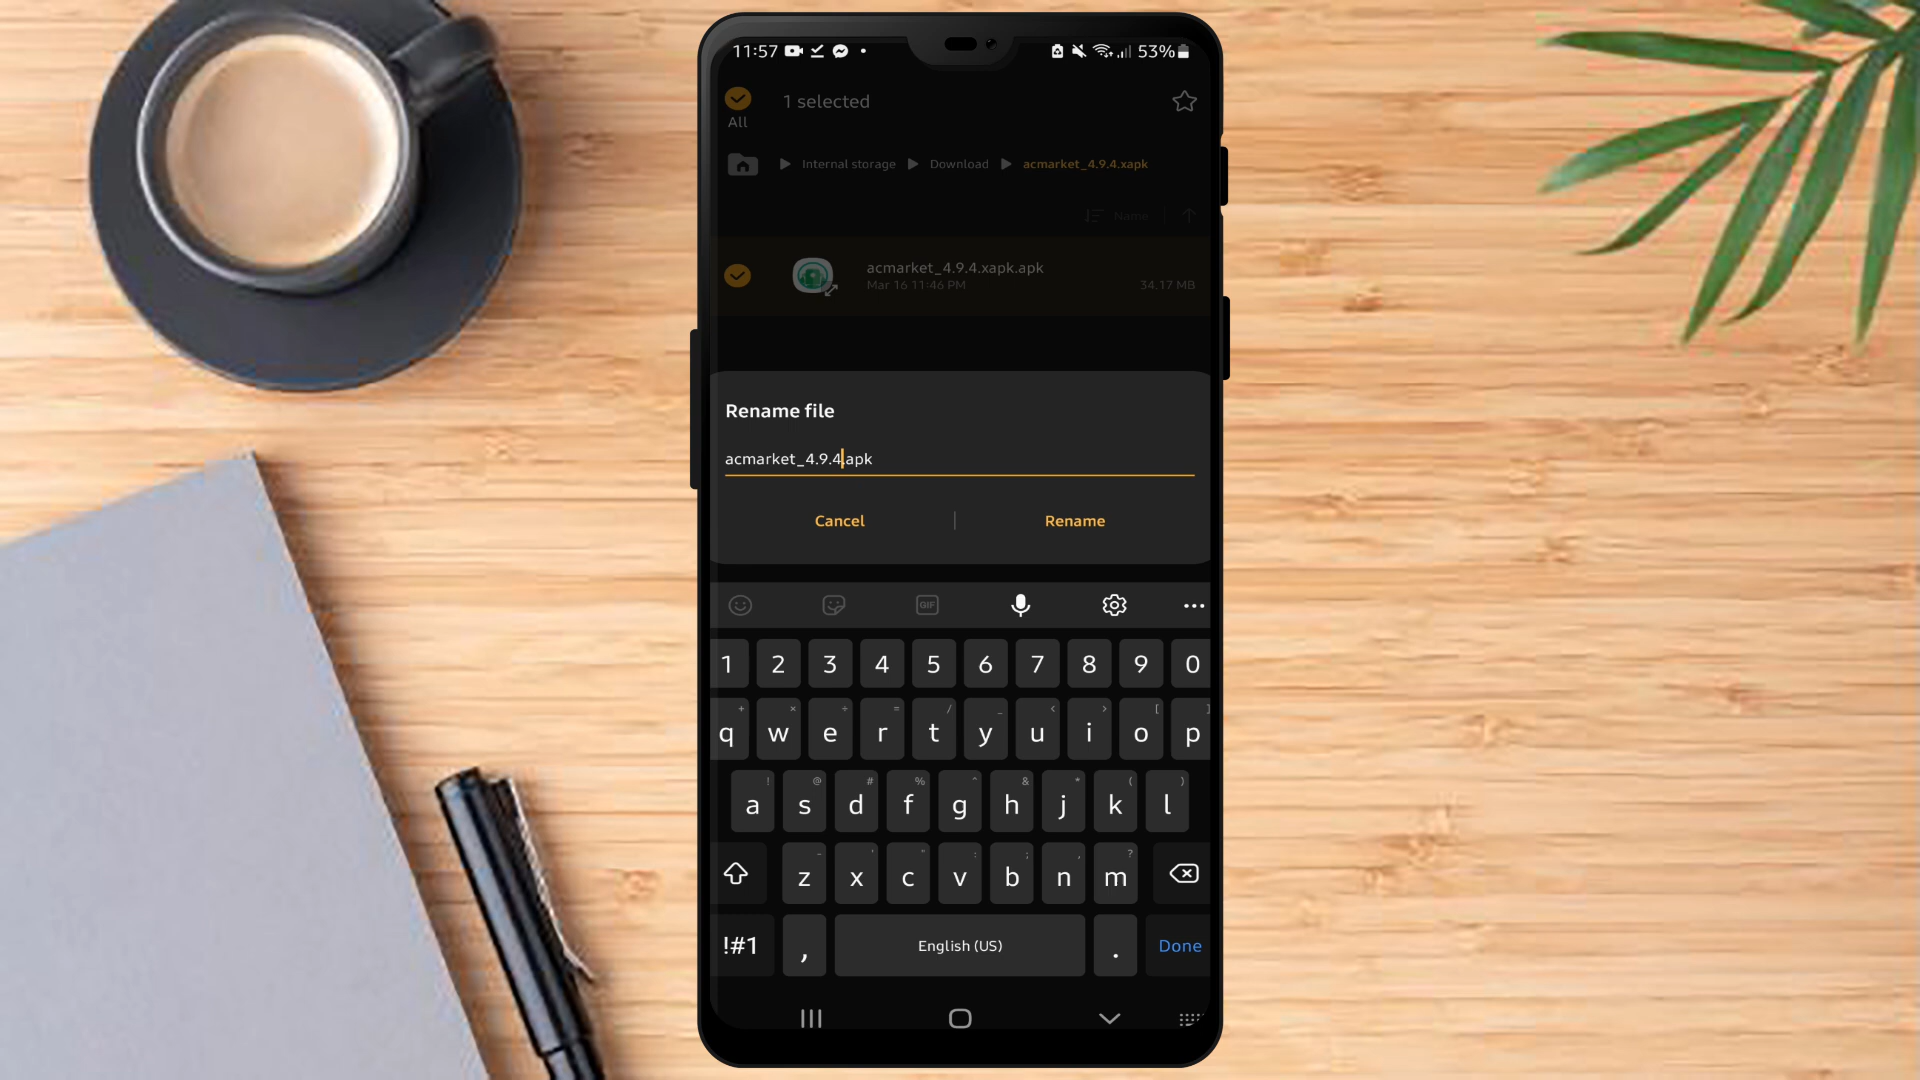 11:57 53%
1 selected
All
Internal storage Download acmarket_4.9.4.xapk
Name
acmarket_4.9.4.xapk.apk
Mar 16 11:46 PM 34.17 MB
Rename file
acmarket_4.9.4.apk
Cancel | Rename
GIF
1 2 3 4 5 6 7 8 9 0
+ × ÷ = / _ < > [ ]
q w e r t y u i o p
! @ # % ^ & * ( )
a s d f g h j k l
- ' " : ; , ?
z x c v b n m
!#1 , English (US) . Done